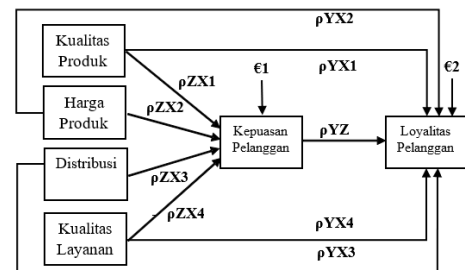 ρYX2
Kualitas
Produk
ρYX1
€1
€2
ρZX1
Harga
Produk
ρZX2
Kepuasan
Pelanggan
ρYZ
Loyalitas
Pelanggan
Distribusi
ρZX3
ρZX4
Kualitas
Layanan
ρYX4
ρYX3